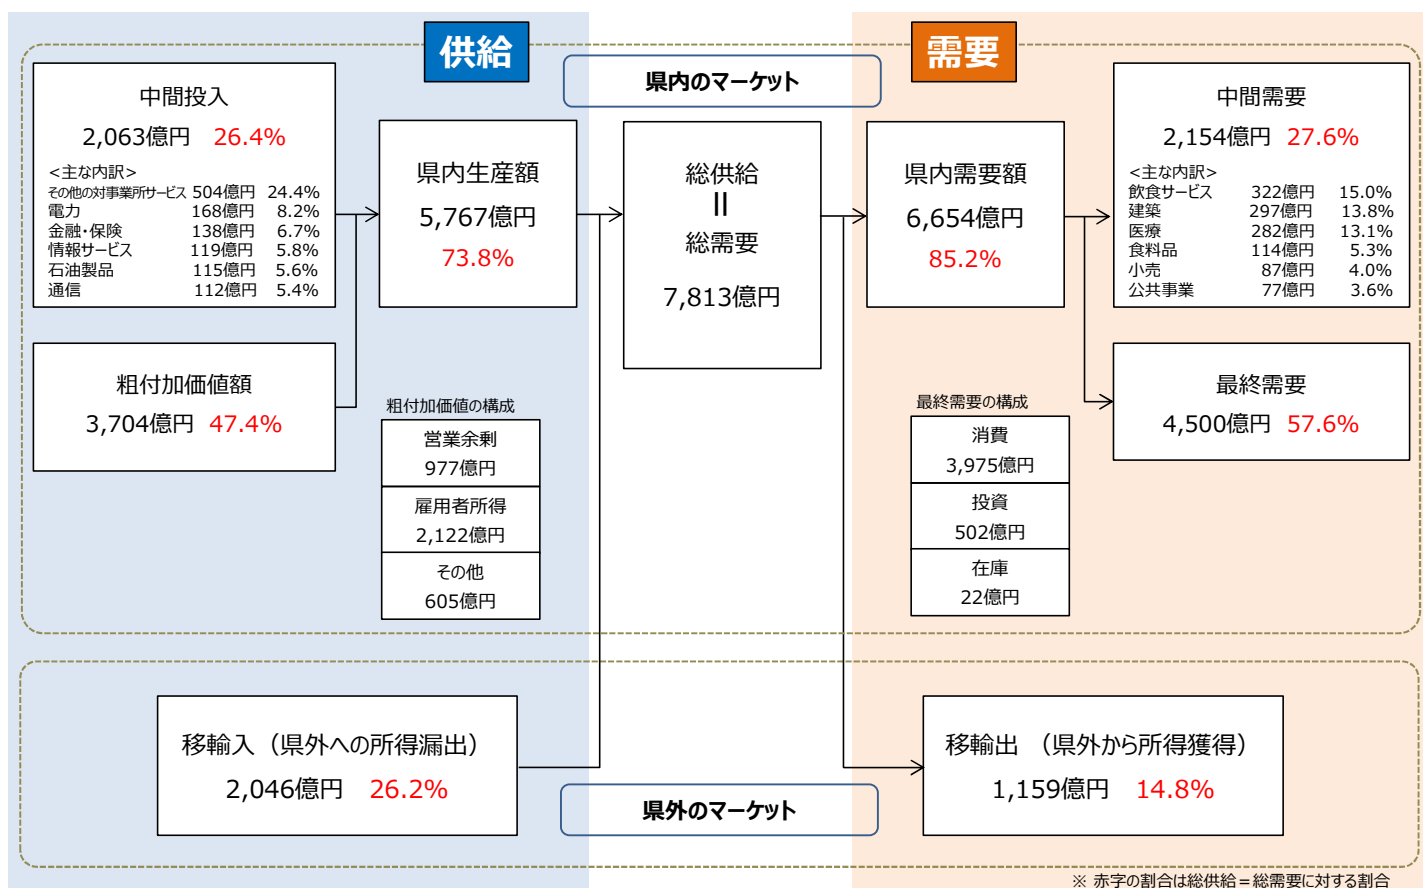 供給
需要
県内のマーケット
中間投入
2,063億円 26.4%
<主な内訳>
その他の対事業所サービス 504億円 24.4%
電力 168億円 8.2%
金融・保険 138億円 6.7%
情報サービス 119億円 5.8%
石油製品 115億円 5.6%
通信 112億円 5.4%
粗付加価値額
3,704億円 47.4%
県内生産額
5,767億円
73.8%
粗付加価値の構成
営業余剰
977億円
雇用者所得
2,122億円
その他
605億円
総供給
=
総需要
7,813億円
県内需要額
6,654億円
85.2%
最終需要の構成
消費
3,975億円
投資
502億円
在庫
22億円
中間需要
2,154億円 27.6%
<主な内訳>
飲食サービス 322億円 15.0%
建築 297億円 13.8%
医療 282億円 13.1%
食料品 114億円 5.3%
小売 87億円 4.0%
公共事業 77億円 3.6%
最終需要
4,500億円 57.6%
移輸入（県外への所得漏出）
2,046億円 26.2%
県外のマーケット
移輸出 （県外から所得獲得）
1,159億円 14.8%
※ 赤字の割合は総供給＝総需要に対する割合